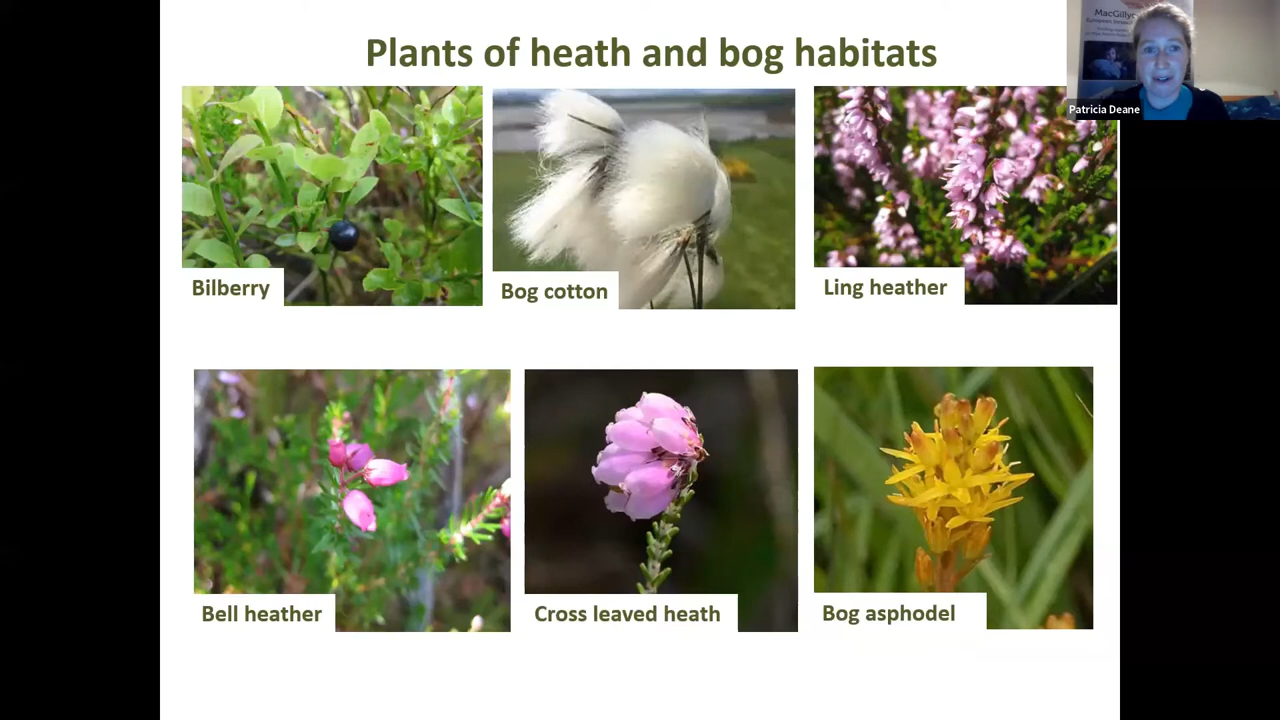 Plants of heath and bog habitats
MacGillyc
Patricia Deane
Bilberry
Bog cotton
Ling heather
Bell heather
Cross leaved heath
Bog asphodel